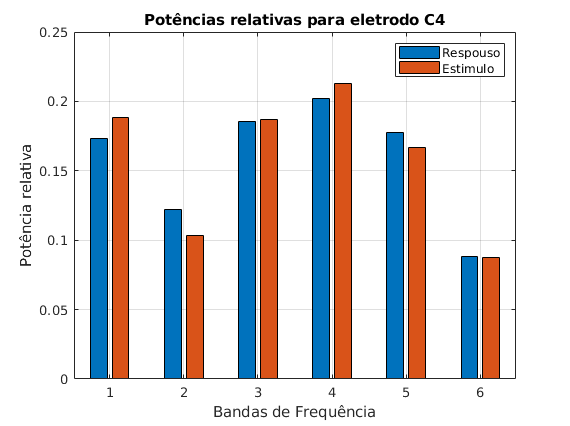 Potências relativas para eletrodo C4
0.25
0.2
0.15
0.1
0.05
0
Potência relativa
Respouso
Estimulo
1 2 3 4 5 6
Bandas de Frequência